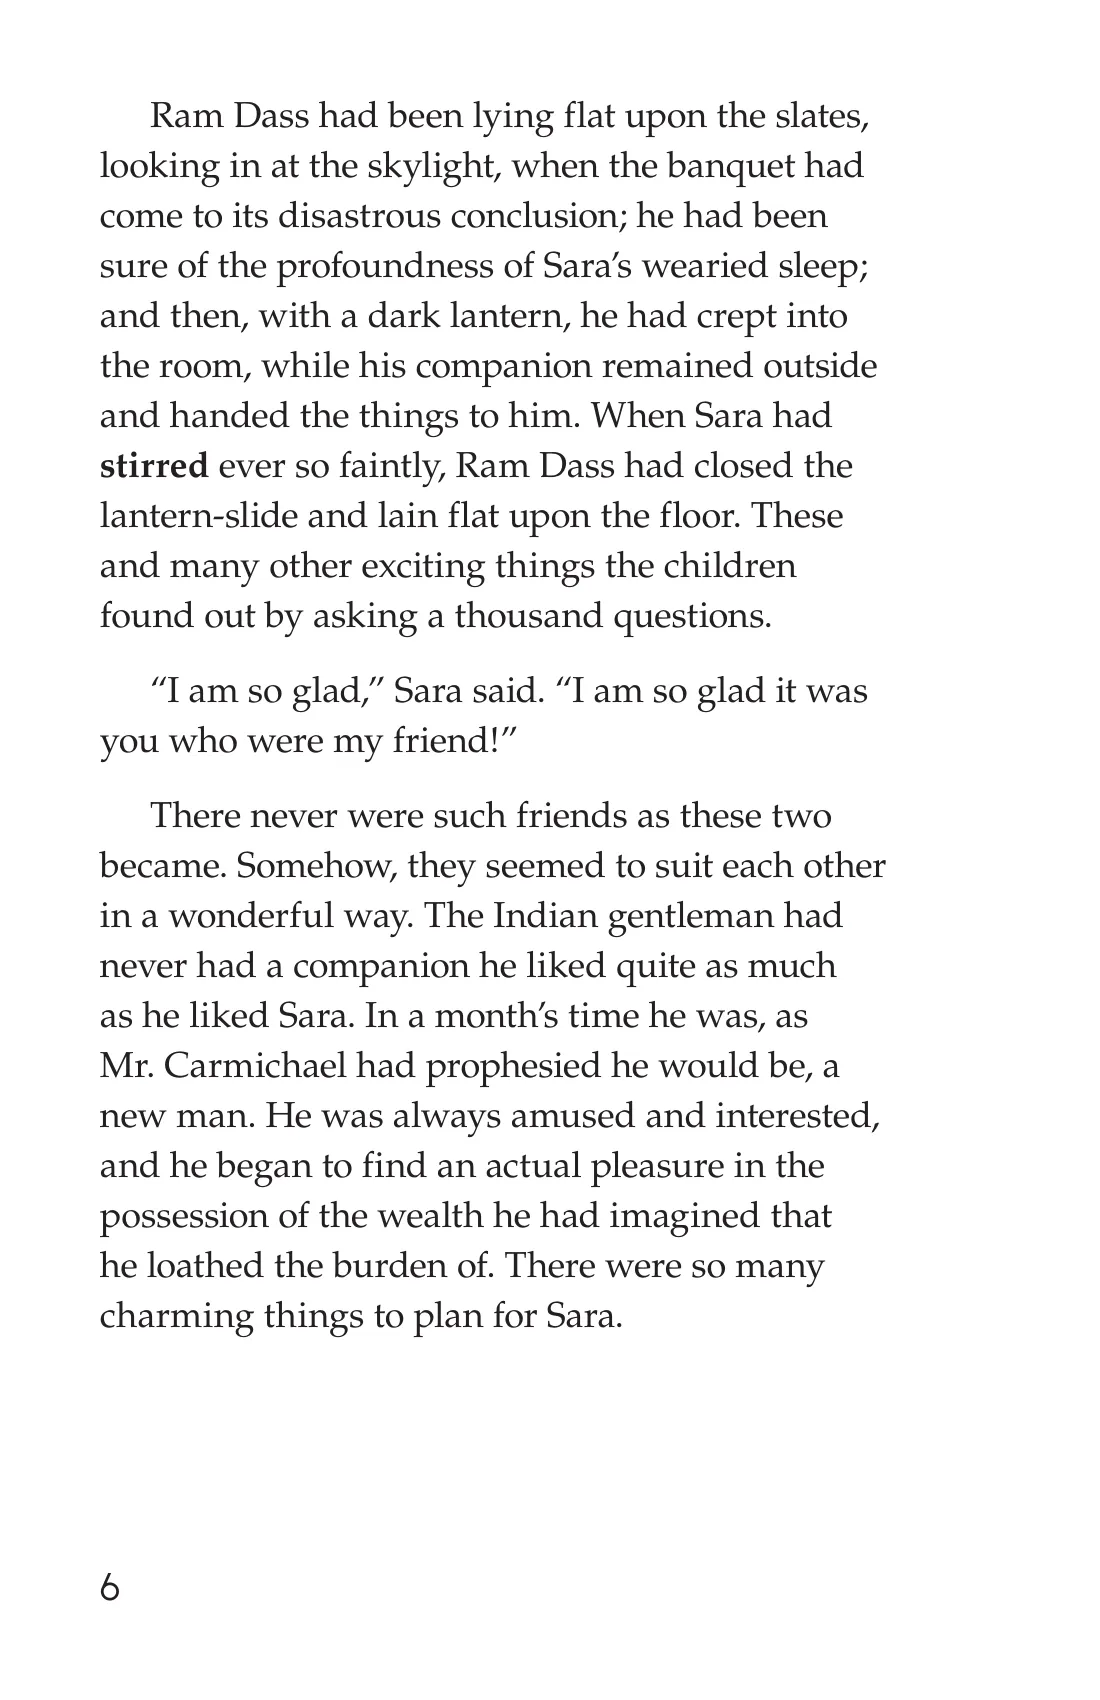 Ram Dass had been lying flat upon the slates,
looking in at the skylight, when the banquet had
come to its disastrous conclusion; he had been
sure of the profoundness of Sara’s wearied sleep;
and then, with a dark lantern, he had crept into
the room, while his companion remained outside
and handed the things to him. When Sara had
stirred ever so faintly, Ram Dass had closed the
lantern-slide and lain flat upon the floor. These
and many other exciting things the children
found out by asking a thousand questions.
“I am so glad,” Sara said. “I am so glad it was
you who were my friend!”
There never were such friends as these two
became. Somehow, they seemed to suit each other
in a wonderful way. The Indian gentleman had
never had a companion he liked quite as much
as he liked Sara. In a month’s time he was, as
Mr. Carmichael had prophesied he would be, a
new man. He was always amused and interested,
and he began to find an actual pleasure in the
possession of the wealth he had imagined that
he loathed the burden of. There were so many
charming things to plan for Sara.
6